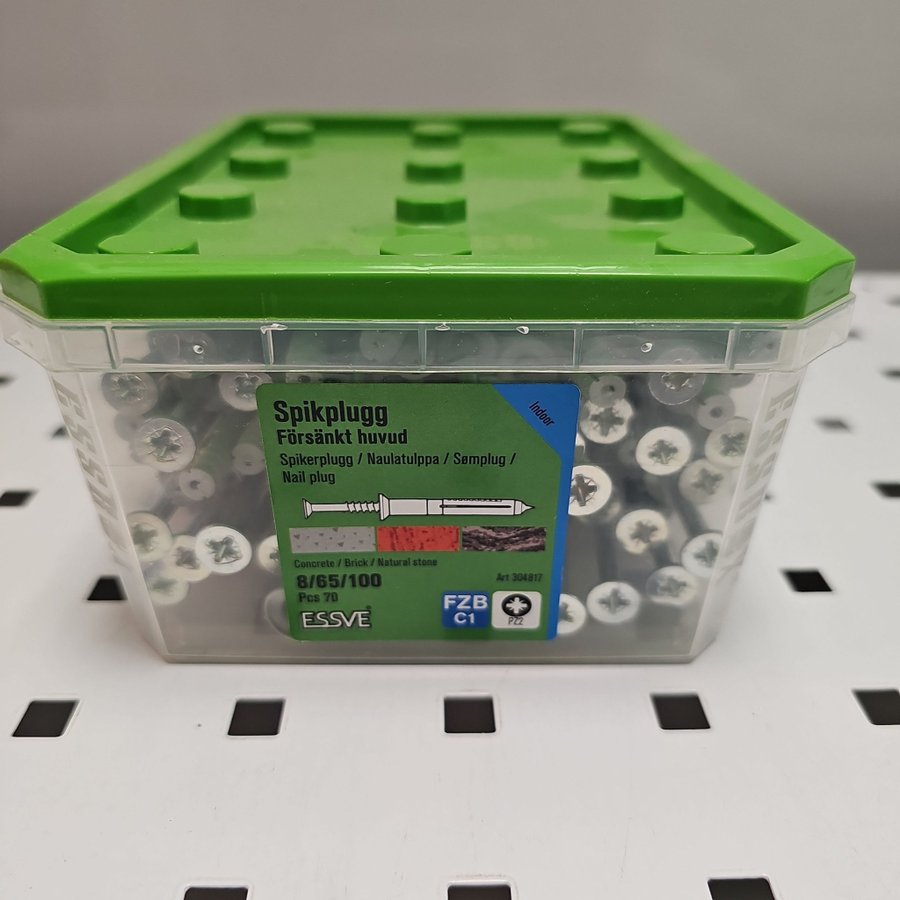 Spikplugg
Försänkt huvud
Spikerplugg / Naulatulppa / Sømplug /
Nail plug
Indoor
Concrete / Brick / Natural stone
8/65/100
Art 304817
Pcs 70
ESSVE
FZB
C1
PZ2